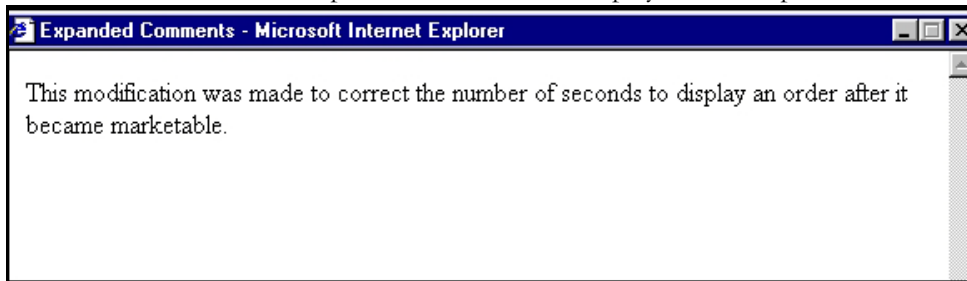 Expanded Comments - Microsoft Internet Explorer
This modification was made to correct the number of seconds to display an order after it
became marketable.